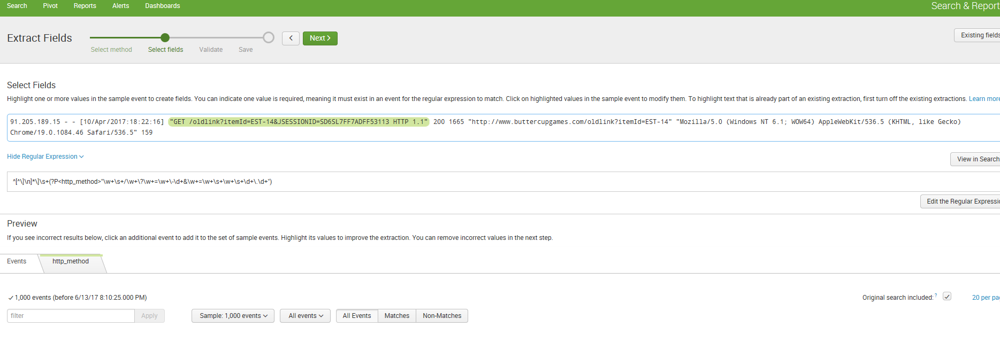 Search Pivot Reports Alerts Dashboards Search & Report
Extract Fields
Next >
Existing fields
Select method Select fields Validate Save
Select Fields
Highlight one or more values in the sample event to create fields. You can indicate one value is required, meaning it must exist in an event for the regular expression to match. Click on highlighted values in the sample event to modify them. To highlight text that is already part of an existing extraction, first turn off the existing extractions. Learn more
91.205.189.15 - - [10/Apr/2017:18:22:16] "GET /oldlink?itemId=EST-14&JSESSIONID=SD6SL7FF7ADFF53113 HTTP 1.1" 200 1665 "http://www.buttercupgames.com/oldlink?itemId=EST-14" "Mozilla/5.0 (Windows NT 6.1; WOW64) AppleWebKit/536.5 (KHTML, like Gecko)
Chrome/19.0.1084.46 Safari/536.5" 159
Hide Regular Expression
View in Search
^[^\]\n]*\]\s+(?P<http_method>"\w+\s+/\w+\?\w+=\w+\-\d+&\w+=\w+\s+\w+\s+\d+\.\d+")
Edit the Regular Expressio
Preview
If you see incorrect results below, click an additional event to add it to the set of sample events. Highlight its values to improve the extraction. You can remove incorrect values in the next step.
Events http_method
✓ 1,000 events (before 6/13/17 8:10:25.000 PM)
Original search included: ? 20 per pa
filter Apply Sample: 1,000 events All events All Events Matches Non-Matches